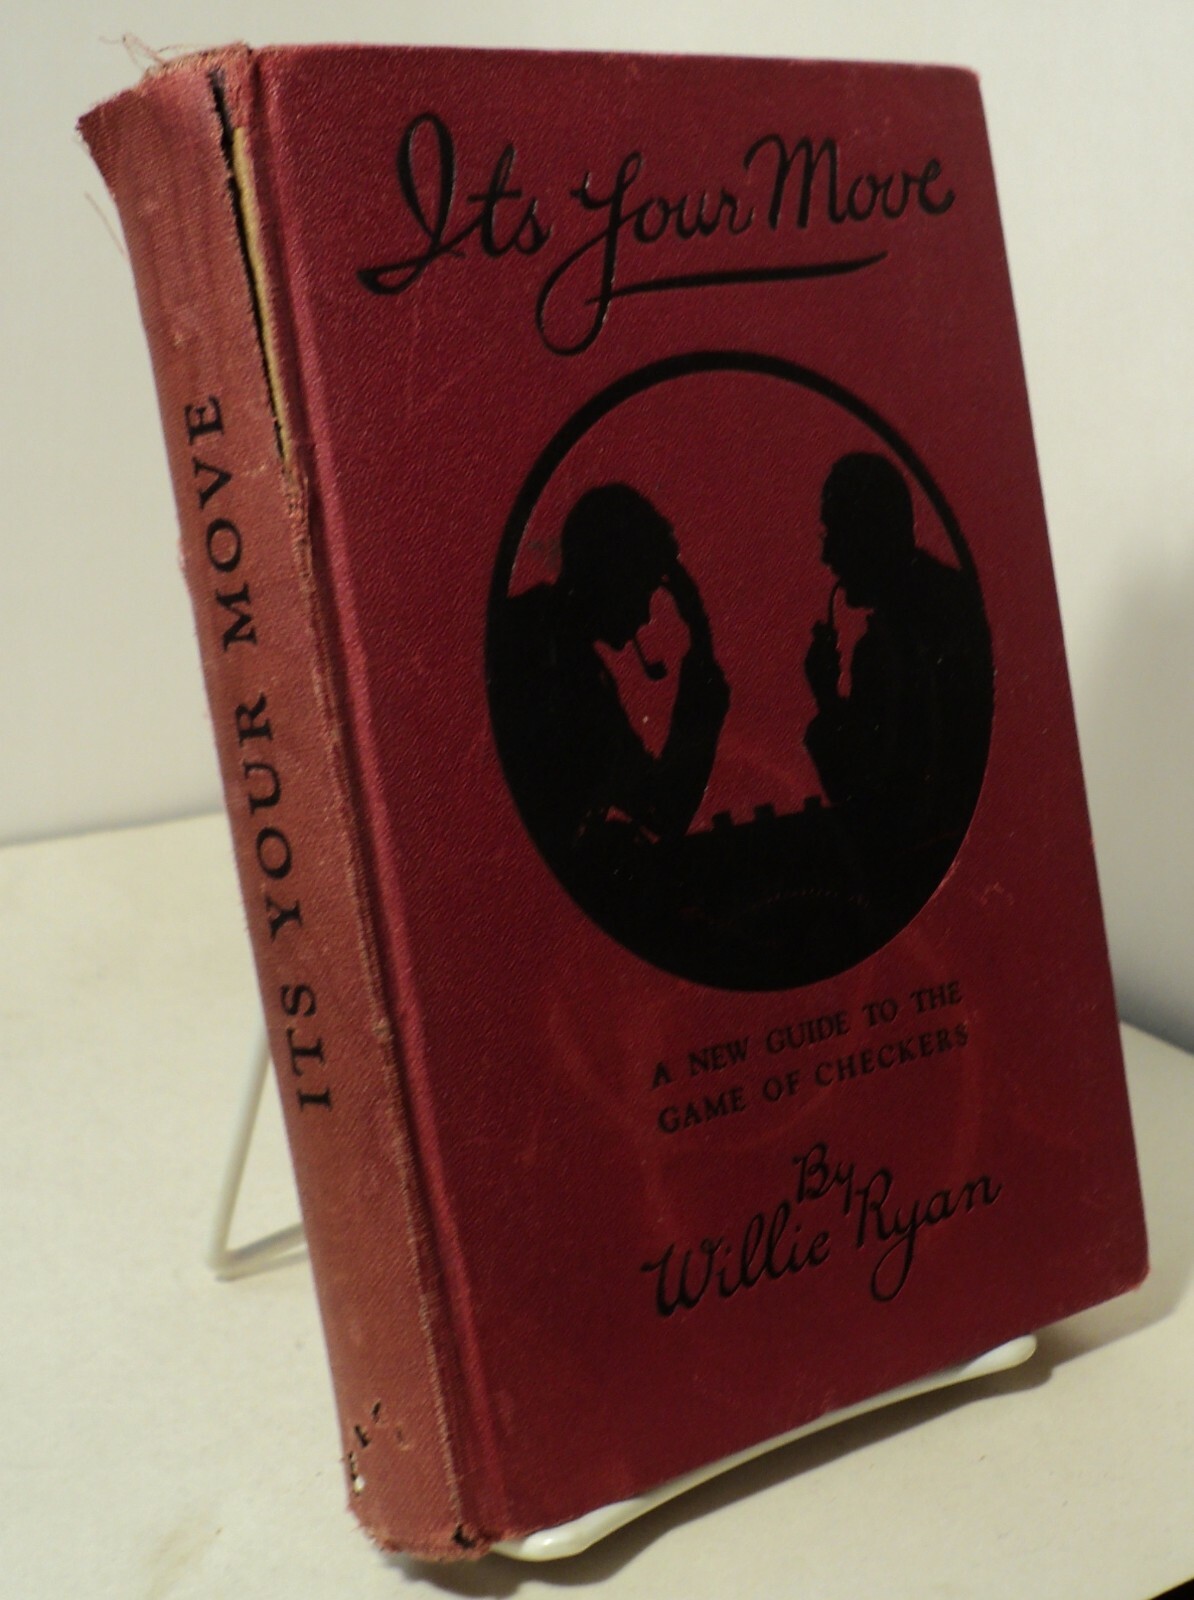 ITS YOUR MOVE
Its Your Move
A NEW GUIDE TO THE
GAME OF CHECKERS
By
Willie Ryan